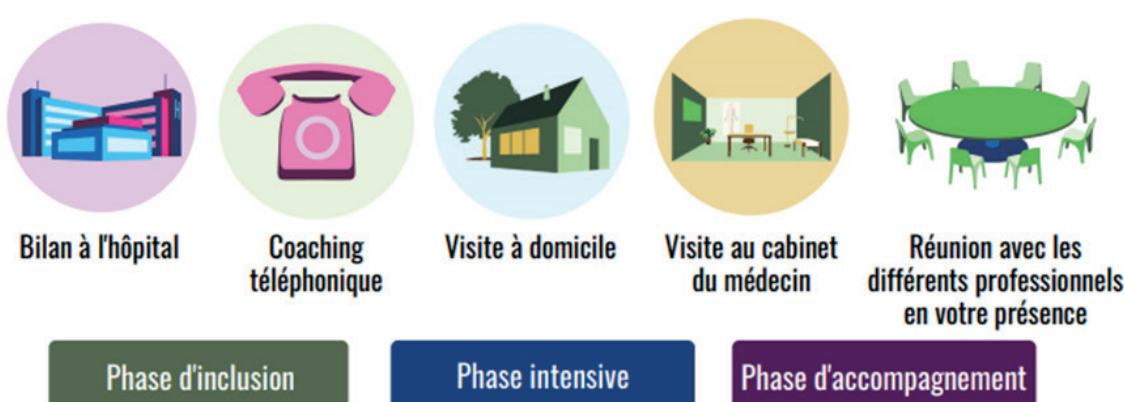 Bilan à l'hôpital
Coaching
téléphonique
Visite à domicile
Visite au cabinet
du médecin
Réunion avec les
différents professionnels
en votre présence
Phase d'inclusion
Phase intensive
Phase d'accompagnement